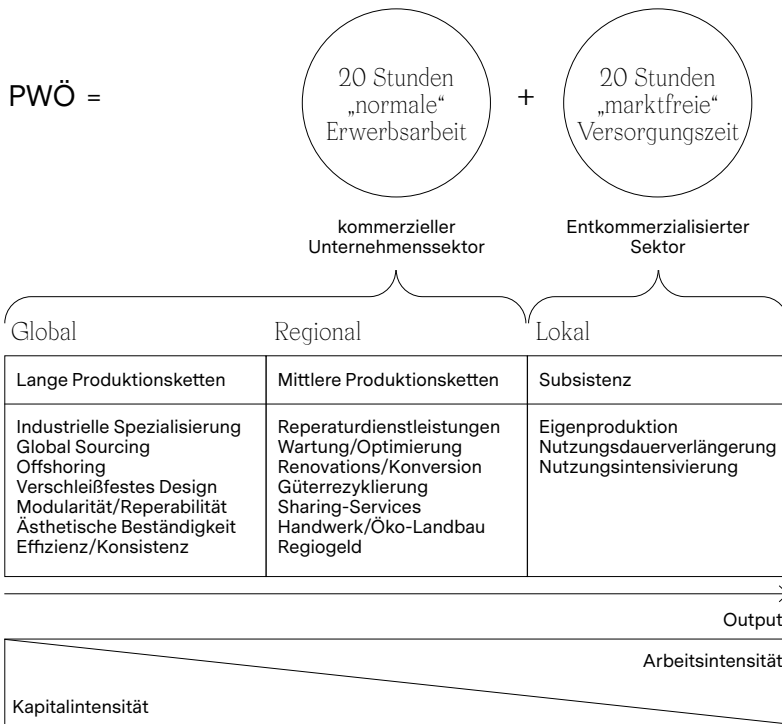 PWÖ =
20 Stunden
„normale“
Erwerbsarbeit
+
20 Stunden
„marktfreie“
Versorgungszeit
kommerzieller
Unternehmenssektor
Entkommerzialisierter
Sektor
Global
Regional
Lokal
Lange Produktionsketten
Mittlere Produktionsketten
Subsistenz
Industrielle Spezialisierung
Global Sourcing
Offshoring
Verschleißfestes Design
Modularität/Reperabilität
Ästhetische Beständigkeit
Effizienz/Konsistenz
Reperaturdienstleistungen
Wartung/Optimierung
Renovations/Konversion
Güterrezyklierung
Sharing-Services
Handwerk/Öko-Landbau
Regiogeld
Eigenproduktion
Nutzungsdauerverlängerung
Nutzungsintensivierung
Output
Arbeitsintensität
Kapitalintensität